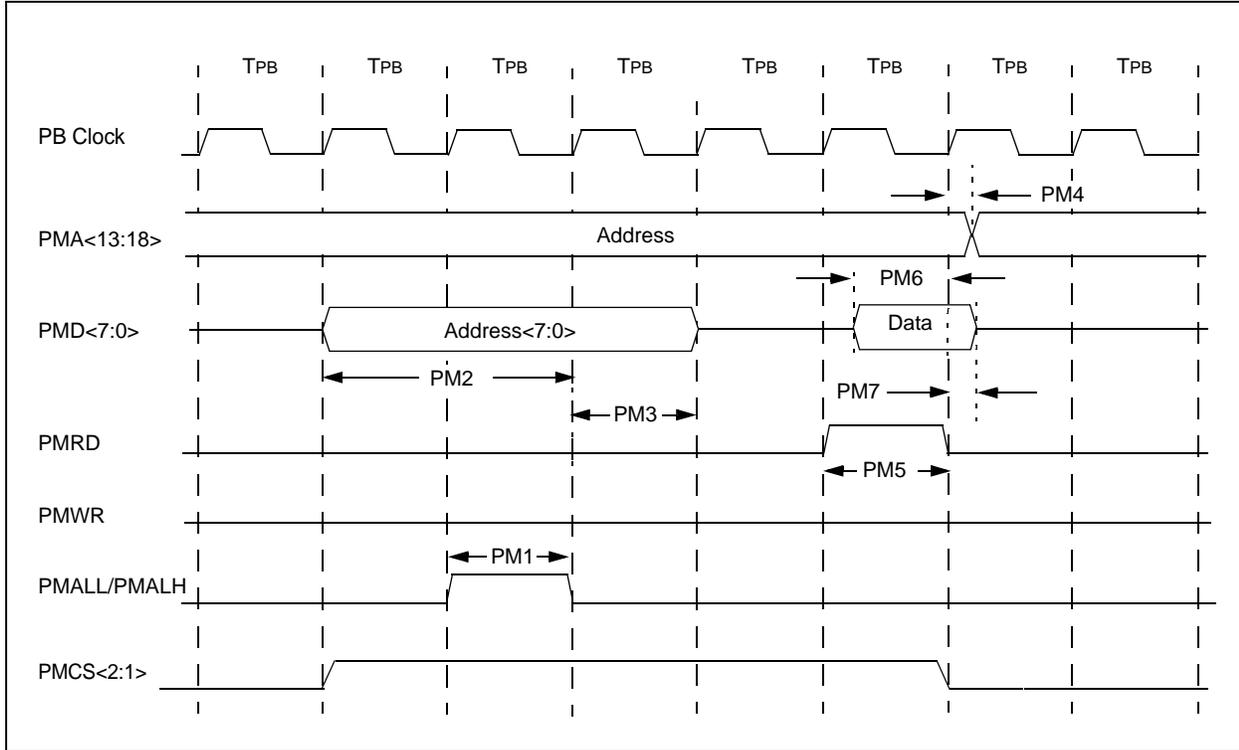 TPB TPB TPB TPB TPB TPB TPB TPB
PB Clock
PM4
PMA<13:18>
Address
PM6
PMD<7:0>
Address<7:0>
Data
PM2
PM7
PM3
PMRD
PM5
PMWR
PM1
PMALL/PMALH
PMCS<2:1>